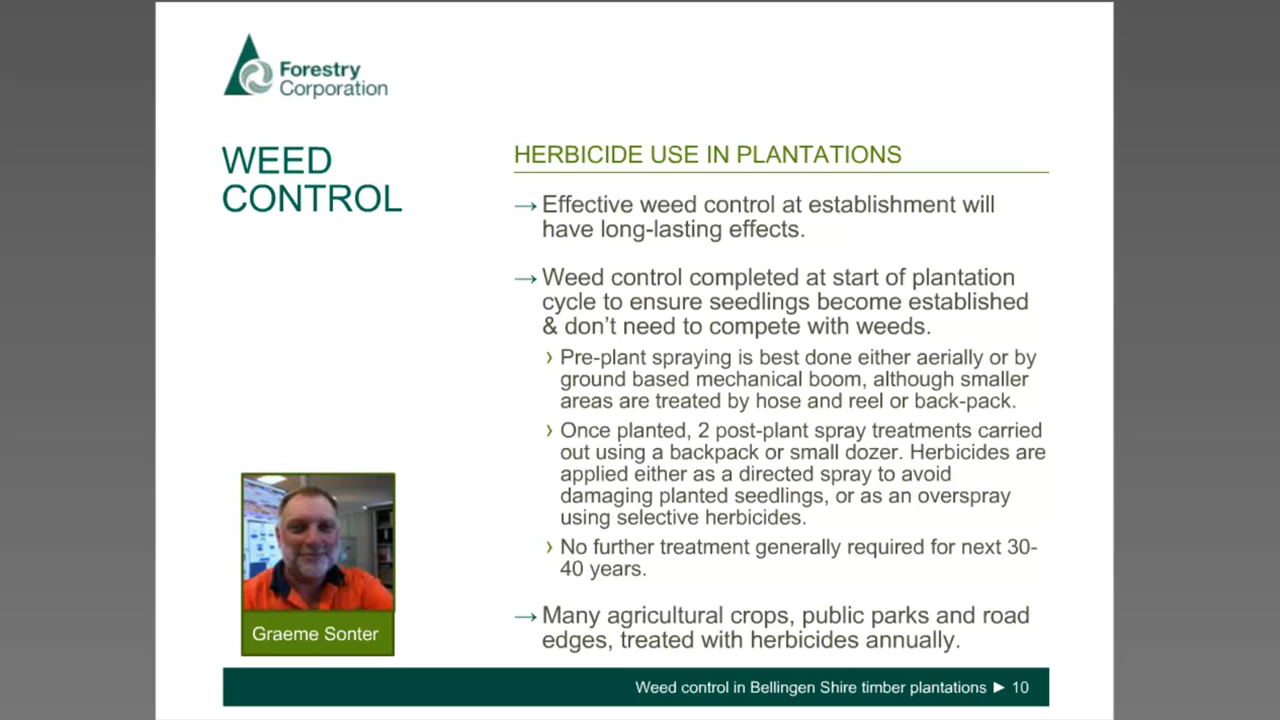 Forestry
Corporation
WEED
CONTROL
HERBICIDE USE IN PLANTATIONS
→ Effective weed control at establishment will
have long-lasting effects.
→ Weed control completed at start of plantation
cycle to ensure seedlings become established
& don’t need to compete with weeds.
› Pre-plant spraying is best done either aerially or by
ground based mechanical boom, although smaller
areas are treated by hose and reel or back-pack.
› Once planted, 2 post-plant spray treatments carried
out using a backpack or small dozer. Herbicides are
applied either as a directed spray to avoid
damaging planted seedlings, or as an overspray
using selective herbicides.
› No further treatment generally required for next 30-
40 years.
→ Many agricultural crops, public parks and road
edges, treated with herbicides annually.
Graeme Sonter
Weed control in Bellingen Shire timber plantations ► 10